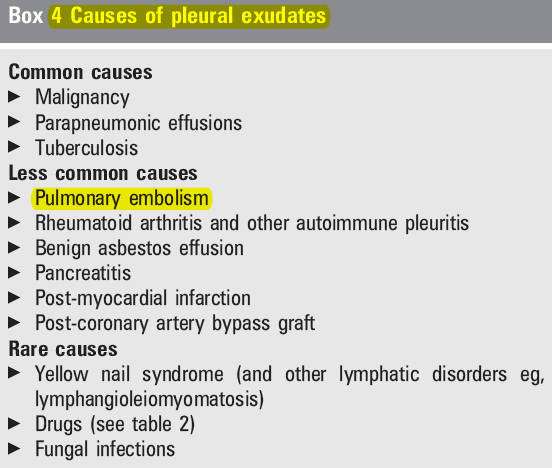 Box 4 Causes of pleural exudates
Common causes
► Malignancy
► Parapneumonic effusions
► Tuberculosis
Less common causes
► Pulmonary embolism
► Rheumatoid arthritis and other autoimmune pleuritis
► Benign asbestos effusion
► Pancreatitis
► Post-myocardial infarction
► Post-coronary artery bypass graft
Rare causes
► Yellow nail syndrome (and other lymphatic disorders eg,
lymphangioleiomyomatosis)
► Drugs (see table 2)
► Fungal infections